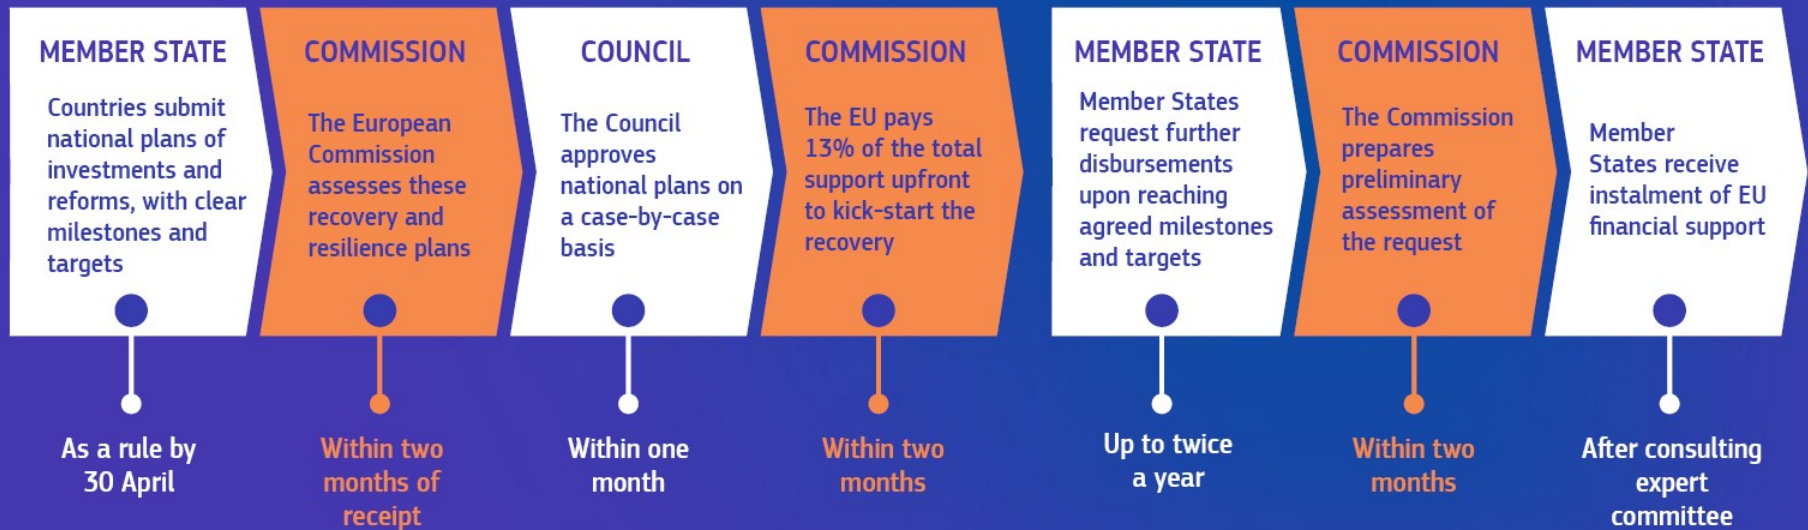 MEMBER STATE
Countries submit
national plans of
investments and
reforms, with clear
milestones and
targets
As a rule by
30 April
COMMISSION
The European
Commission
assesses these
recovery and
resilience plans
Within two
months of
receipt
COUNCIL
The Council
approves
national plans on
a case-by-case
basis
Within one
month
COMMISSION
The EU pays
13% of the total
support upfront
to kick-start the
recovery
Within two
months
MEMBER STATE
Member States
request further
disbursements
upon reaching
agreed milestones
and targets
Up to twice
a year
COMMISSION
The Commission
prepares
preliminary
assessment of
the request
Within two
months
MEMBER STATE
Member
States receive
instalment of EU
financial support
After consulting
expert
committee